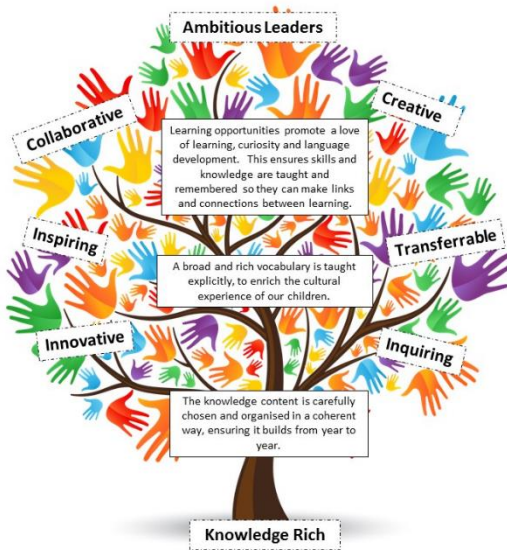 Ambitious Leaders
Collaborative
Creative
Learning opportunities promote a love
of learning, curiosity and language
development. This ensures skills and
knowledge are taught and
remembered so they can make links
and connections between learning.
Inspiring
Transferrable
A broad and rich vocabulary is taught
explicitly, to enrich the cultural
experience of our children.
Innovative
Inquiring
The knowledge content is carefully
chosen and organised in a coherent
way, ensuring it builds from year to
year.
Knowledge Rich